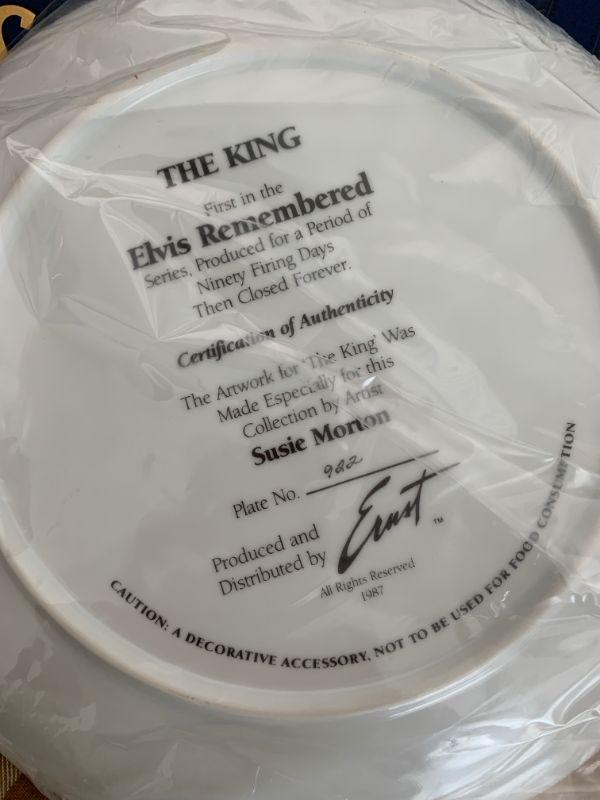 THE KING
First in the
Elvis Remembered
Series, Produced for a Period of
Ninety Firing Days
Then Closed Forever.
Certification of Authenticity
The Artwork for 'The King' Was
Made Especially for this
Collection by Artist
Susie Morton
Plate No. 922
Produced and
Distributed by Ernst ™
All Rights Reserved
1987
CAUTION: A DECORATIVE ACCESSORY, NOT TO BE USED FOR FOOD CONSUMPTION